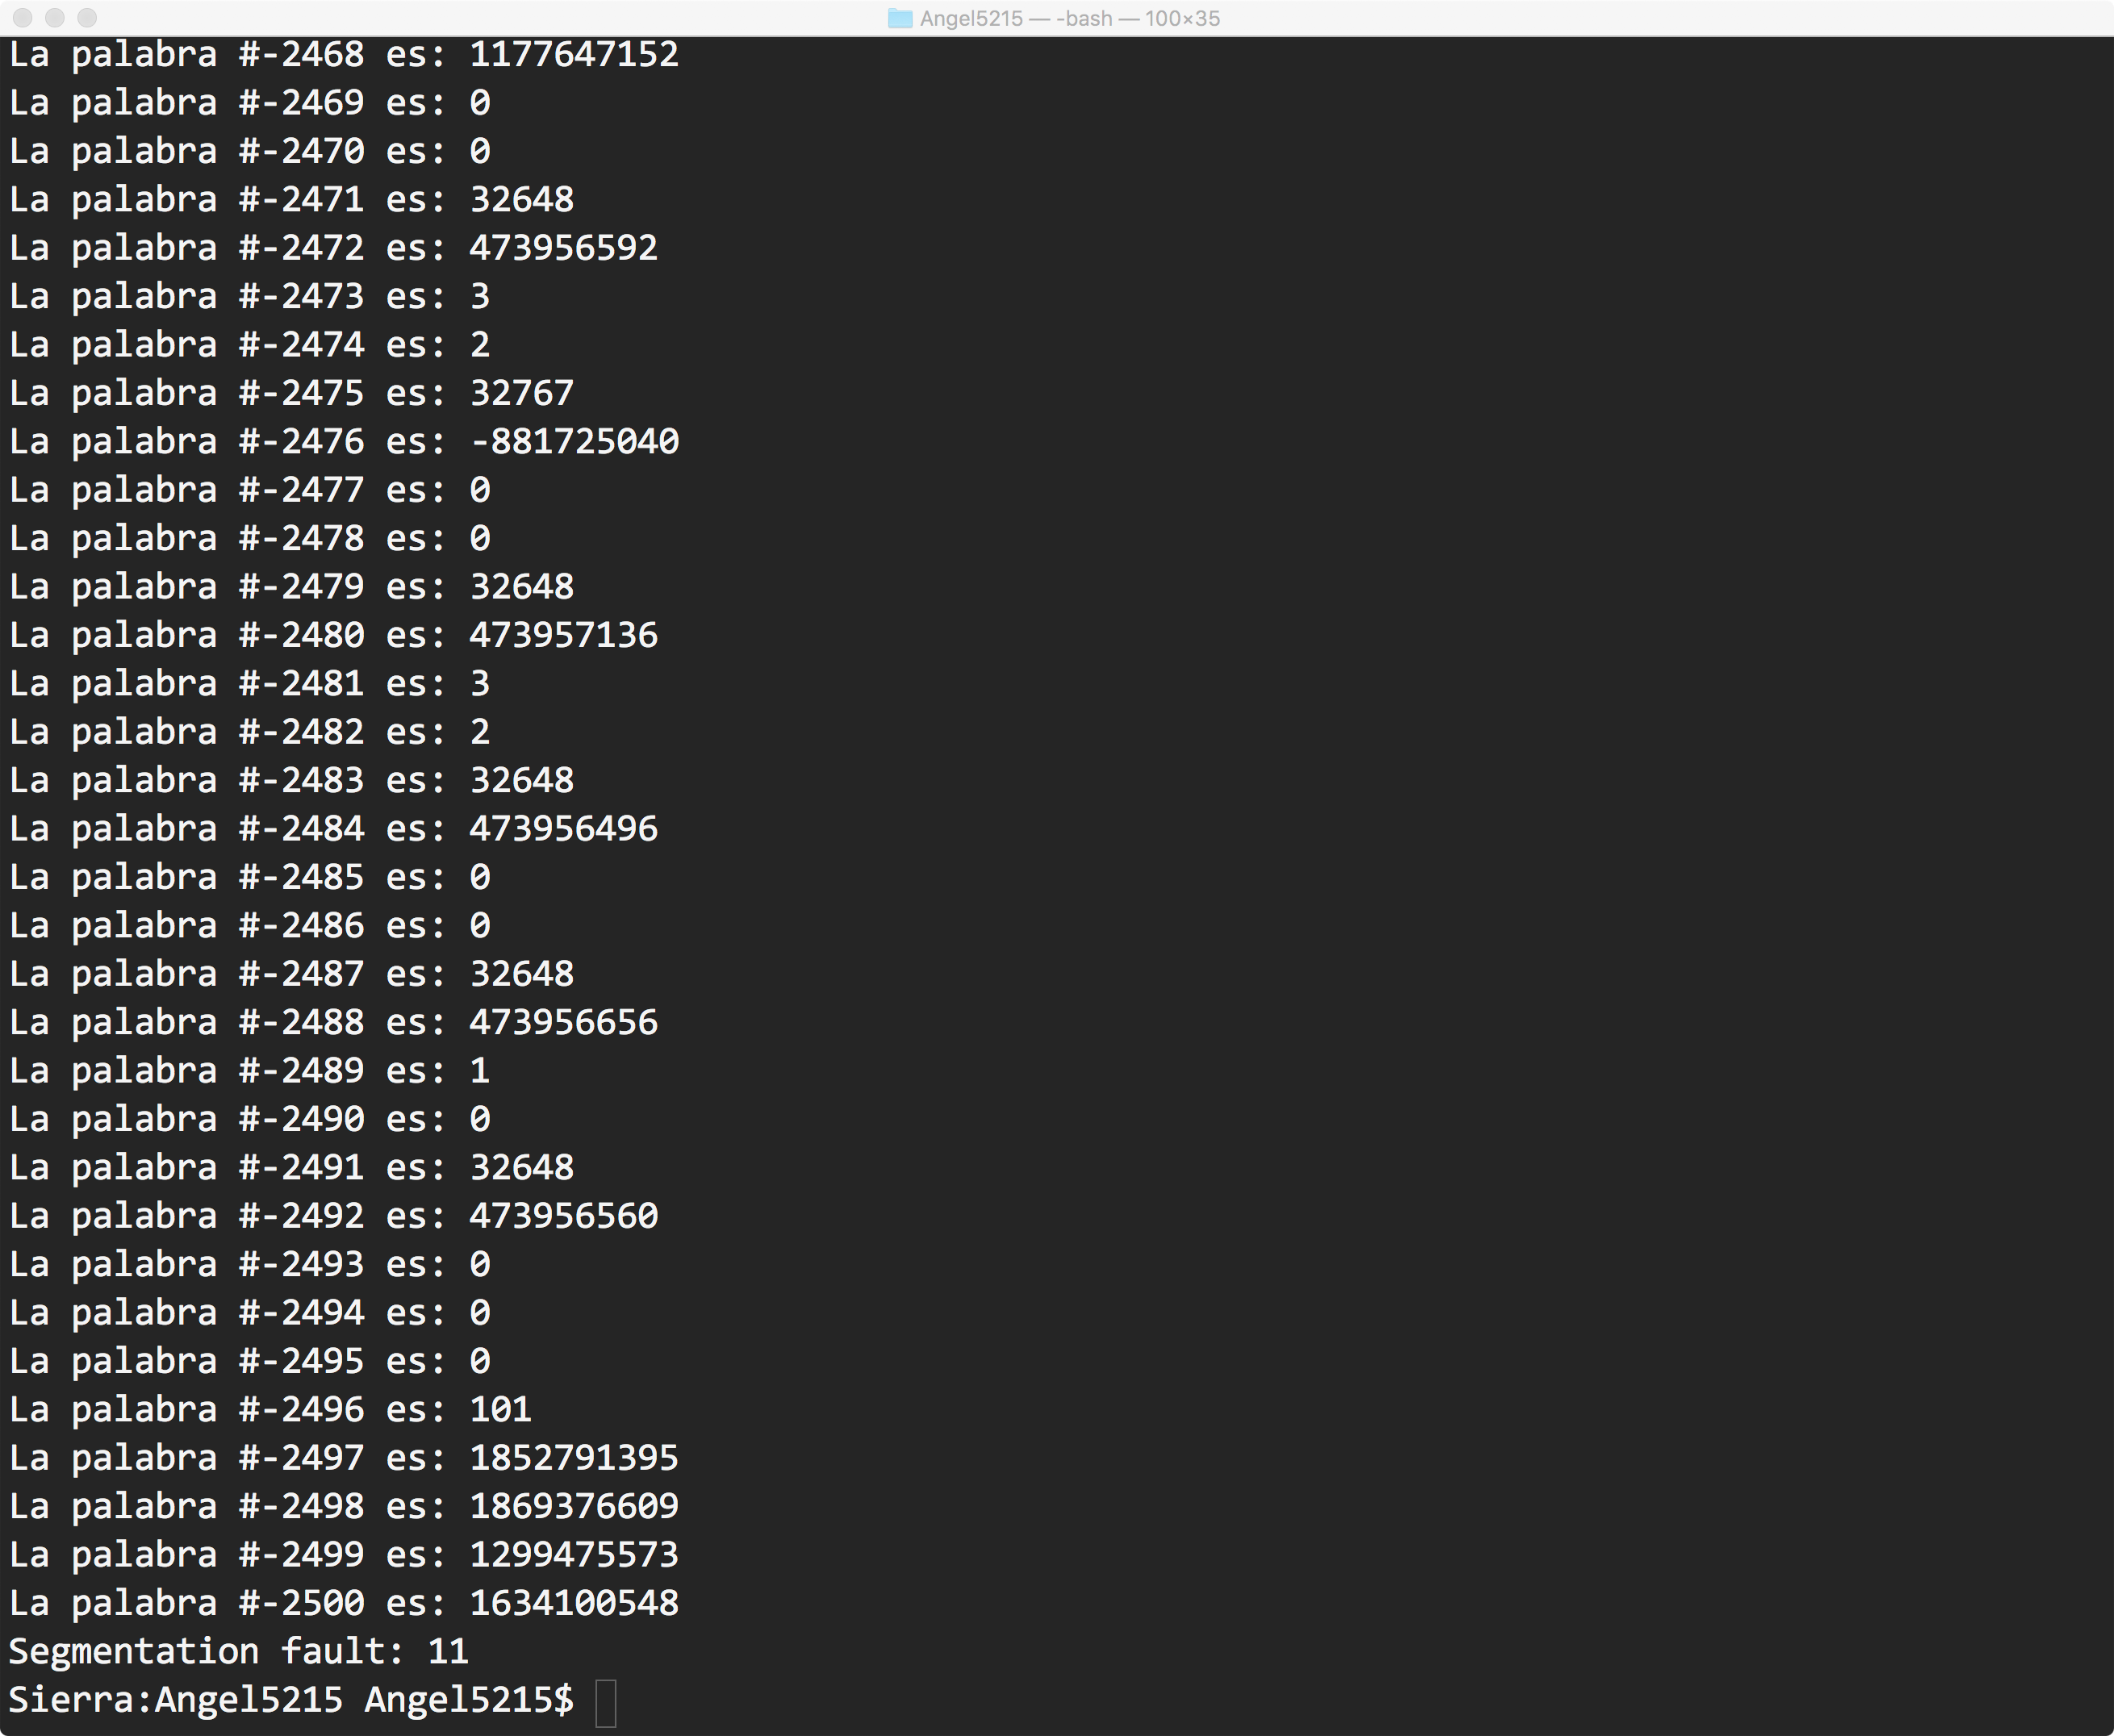 Angel5215 — -bash — 100×35
La palabra #-2468 es: 1177647152
La palabra #-2469 es: 0
La palabra #-2470 es: 0
La palabra #-2471 es: 32648
La palabra #-2472 es: 473956592
La palabra #-2473 es: 3
La palabra #-2474 es: 2
La palabra #-2475 es: 32767
La palabra #-2476 es: -881725040
La palabra #-2477 es: 0
La palabra #-2478 es: 0
La palabra #-2479 es: 32648
La palabra #-2480 es: 473957136
La palabra #-2481 es: 3
La palabra #-2482 es: 2
La palabra #-2483 es: 32648
La palabra #-2484 es: 473956496
La palabra #-2485 es: 0
La palabra #-2486 es: 0
La palabra #-2487 es: 32648
La palabra #-2488 es: 473956656
La palabra #-2489 es: 1
La palabra #-2490 es: 0
La palabra #-2491 es: 32648
La palabra #-2492 es: 473956560
La palabra #-2493 es: 0
La palabra #-2494 es: 0
La palabra #-2495 es: 0
La palabra #-2496 es: 101
La palabra #-2497 es: 1852791395
La palabra #-2498 es: 1869376609
La palabra #-2499 es: 1299475573
La palabra #-2500 es: 1634100548
Segmentation fault: 11
Sierra:Angel5215 Angel5215$